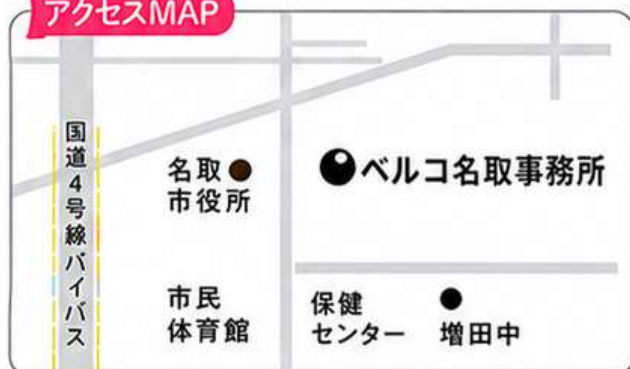 アクセスMAP
国道4号線バイパス
名取
市役所
ベルコ名取事務所
市民
体育館
保健
センター
増田中